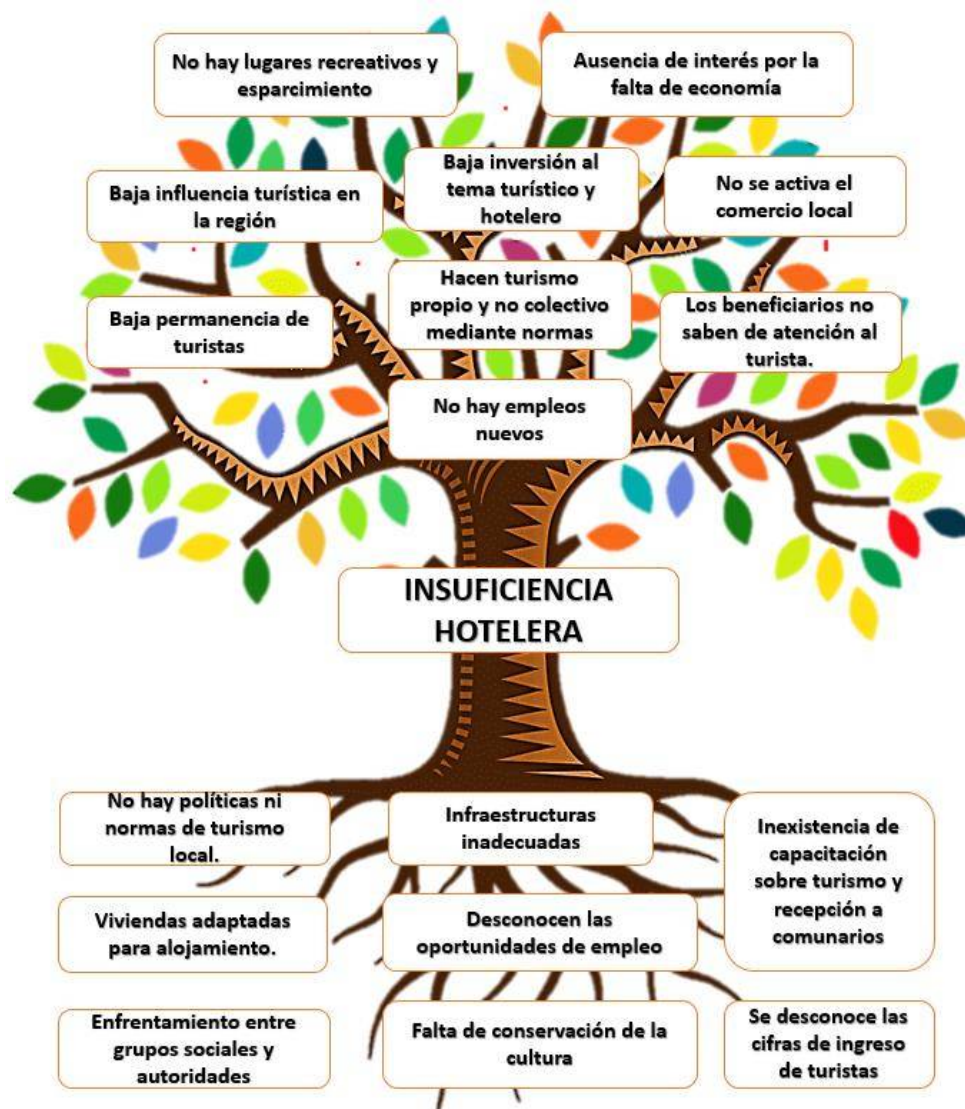 No hay lugares recreativos y
esparcimiento
Ausencia de interés por la
falta de economía
Baja influencia turística en
la región
Baja inversión al
tema turístico y
hotelero
No se activa el
comercio local
Baja permanencia de
turistas
Hacen turismo
propio y no colectivo
mediante normas
Los beneficiarios no
saben de atención al
turista.
No hay empleos
nuevos
INSUFICIENCIA
HOTELERA
No hay políticas ni
normas de turismo
local.
Infraestructuras
inadecuadas
Inexistencia de
capacitación
sobre turismo y
recepción a
comunarios
Viviendas adaptadas
para alojamiento.
Desconocen las
oportunidades de empleo
Enfrentamiento entre
grupos sociales y
autoridades
Falta de conservación de la
cultura
Se desconoce las
cifras de ingreso
de turistas